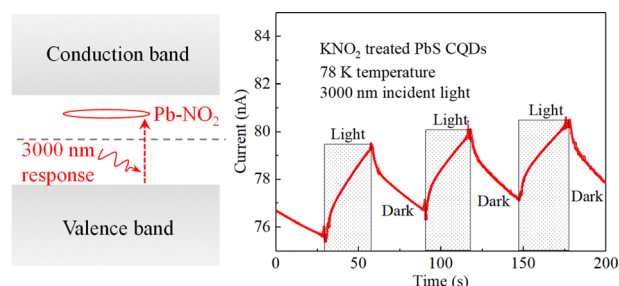 Conduction band
Pb-NO₂
3000 nm
response
Valence band
84
82
80
78
76
Current (nA)
KNO₂ treated PbS CQDs
78 K temperature
3000 nm incident light
Light
Light
Light
Dark
Dark
Dark
0
50
100
150
200
Time (s)